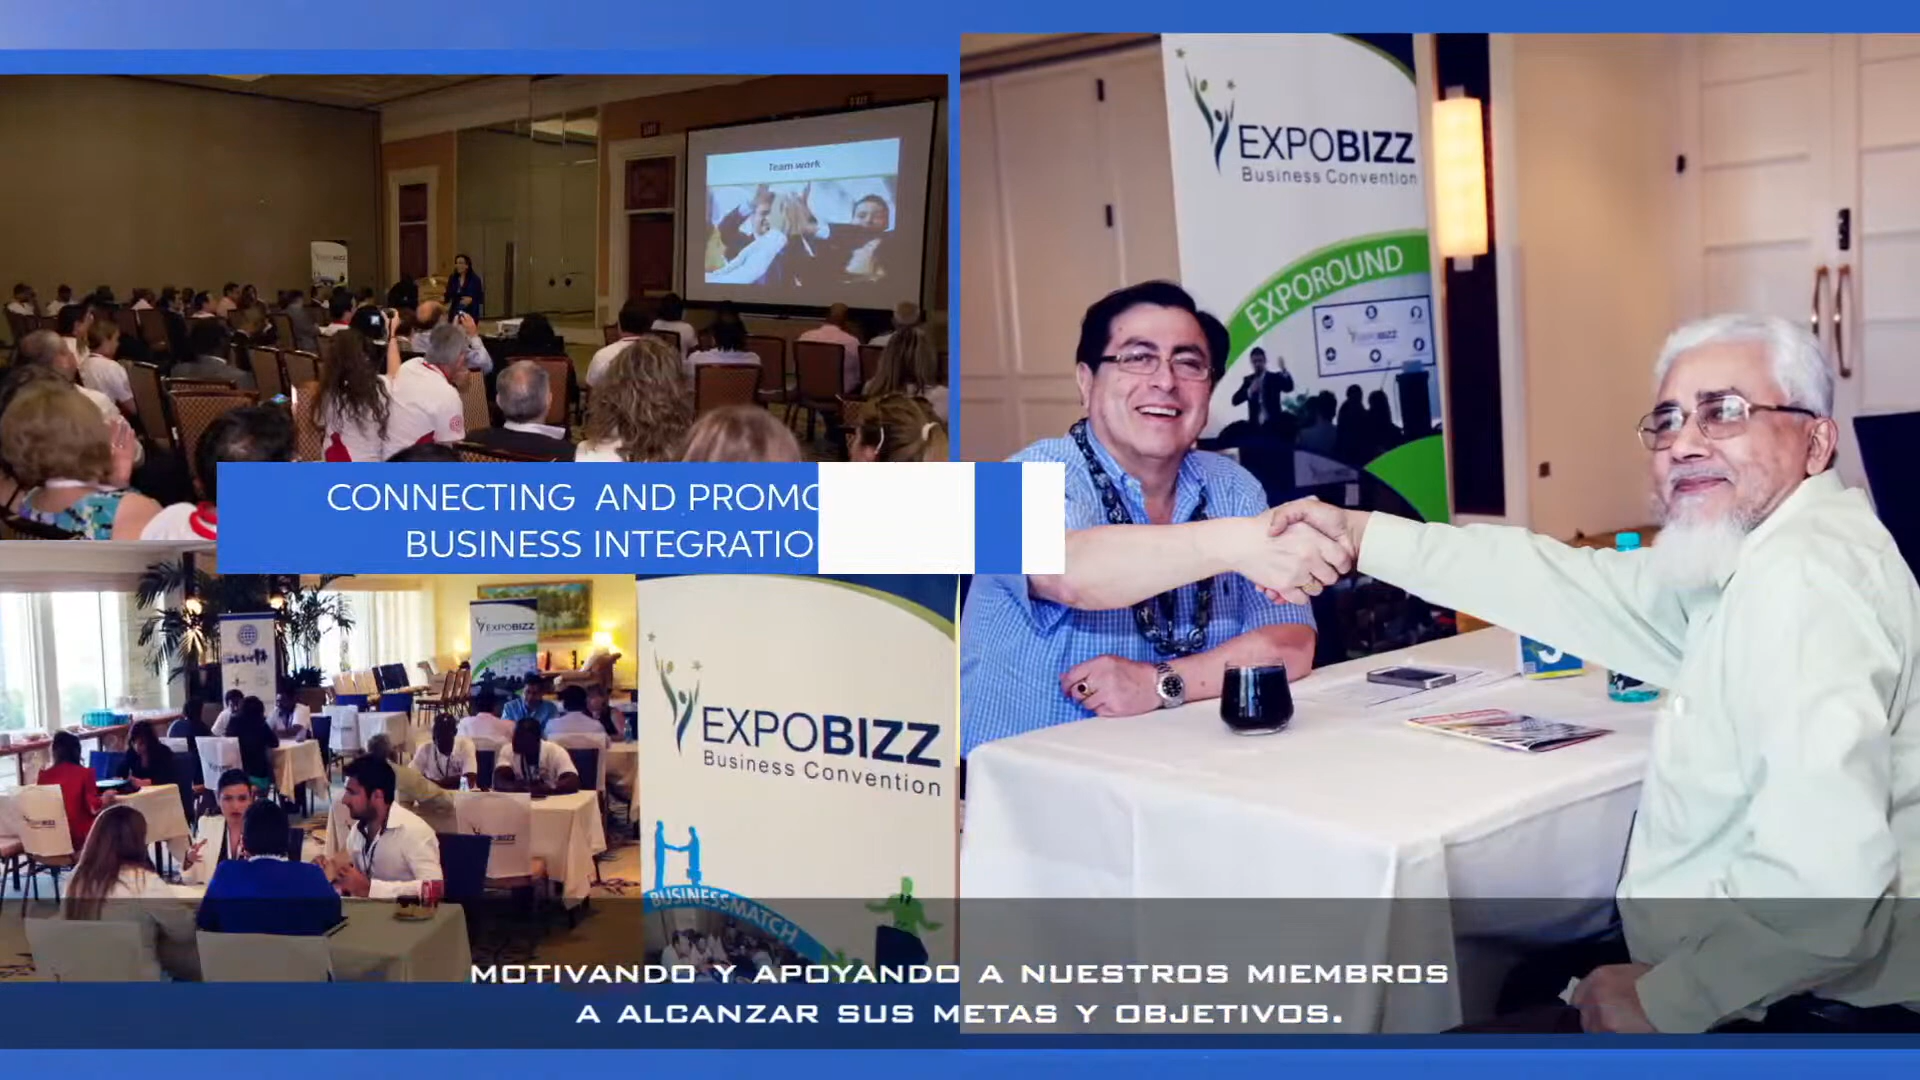 Team work
EXPOBIZZ
Business Convention
EXPOROUND
CONNECTING AND PROMO
BUSINESS INTEGRATIO
EXPOBIZZ
EXPOBIZZ
Business Convention
BUSINESSMATCH
MOTIVANDO Y APOYANDO A NUESTROS MIEMBROS
A ALCANZAR SUS METAS Y OBJETIVOS.